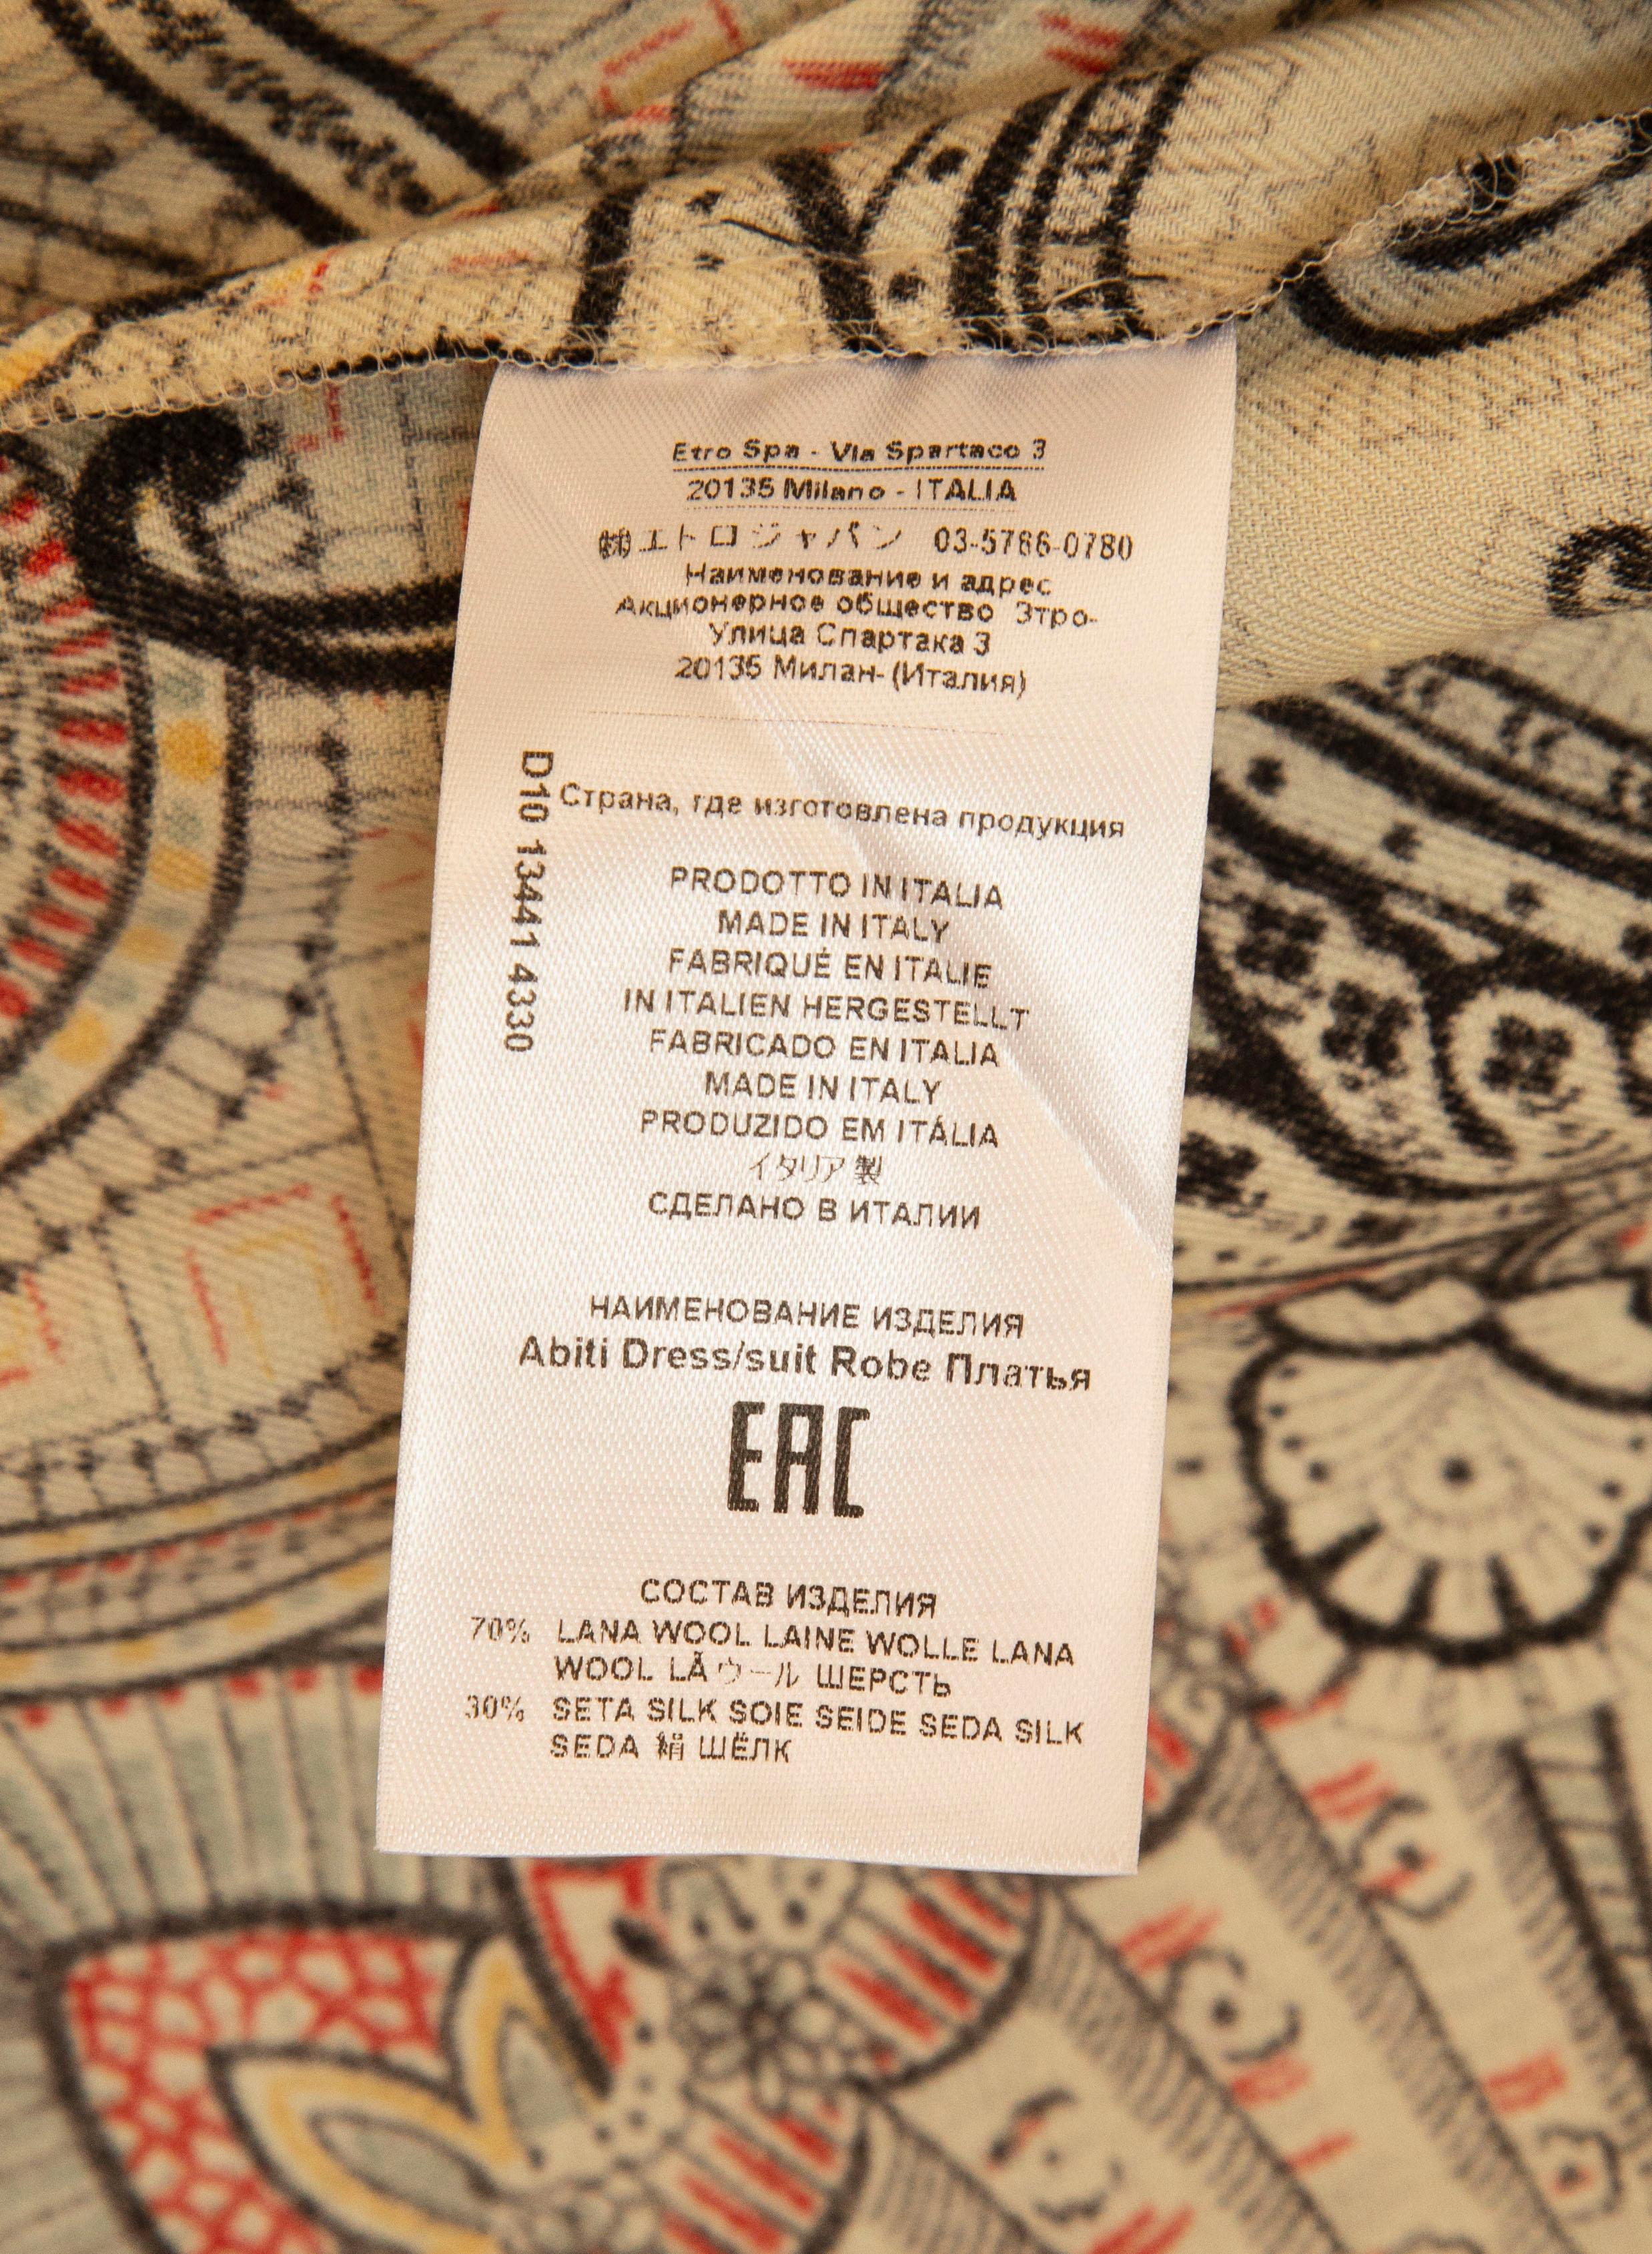 Etro Spa - Via Spartaco 3
20135 Milano - ITALIA
㈱エトロジャパン 03-5766-0780
Наименование и адрес
Акционерное общество Этро-
Улица Спартака 3
20135 Милан- (Италия)
D10 13441 4330
Страна, где изготовлена продукция
PRODOTTO IN ITALIA
MADE IN ITALY
FABRIQUÉ EN ITALIE
IN ITALIEN HERGESTELLT
FABRICADO EN ITALIA
MADE IN ITALY
PRODUZIDO EM ITÁLIA
イタリア製
СДЕЛАНО В ИТАЛИИ
НАИМЕНОВАНИЕ ИЗДЕЛИЯ
Abiti Dress/suit Robe Платья
EAC
СОСТАВ ИЗДЕЛИЯ
70% LANA WOOL LAINE WOLLE LANA
WOOL LÃ ウール ШЕРСТЬ
30% SETA SILK SOIE SEIDE SEDA SILK
SEDA 絹 ШЁЛК